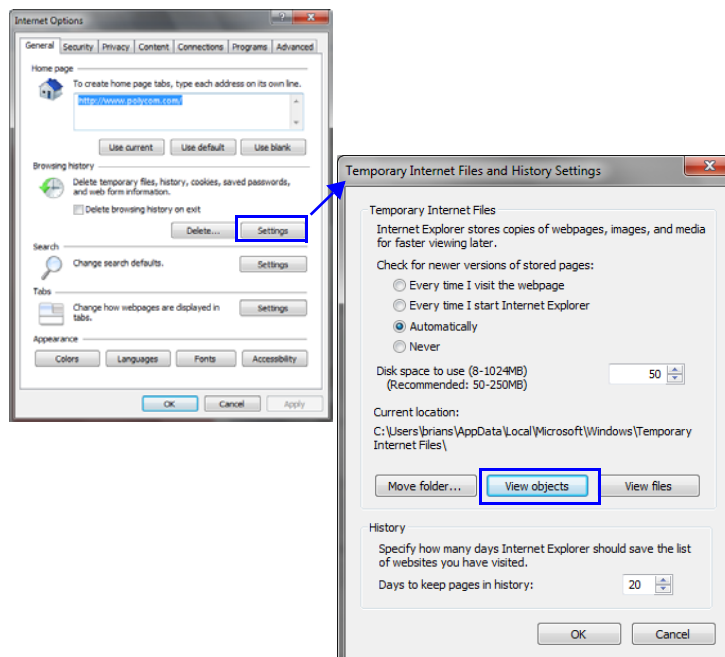 Internet Options
General Security Privacy Content Connections Programs Advanced
Home page
To create home page tabs, type each address on its own line.
http://www.polycom.com/
Use current Use default Use blank
Browsing history
Delete temporary files, history, cookies, saved passwords,
and web form information.
Delete browsing history on exit
Delete... Settings
Search
Change search defaults. Settings
Tabs
Change how webpages are displayed in
tabs.
Settings
Appearance
Colors Languages Fonts Accessibility
OK Cancel Apply
Temporary Internet Files and History Settings
Temporary Internet Files
Internet Explorer stores copies of webpages, images, and media
for faster viewing later.
Check for newer versions of stored pages:
Every time I visit the webpage
Every time I start Internet Explorer
Automatically
Never
Disk space to use (8-1024MB)
(Recommended: 50-250MB)
50
Current location:
C:\Users\brians\AppData\Local\Microsoft\Windows\Temporary
Internet Files\
Move folder... View objects View files
History
Specify how many days Internet Explorer should save the list
of websites you have visited.
Days to keep pages in history: 20
OK Cancel